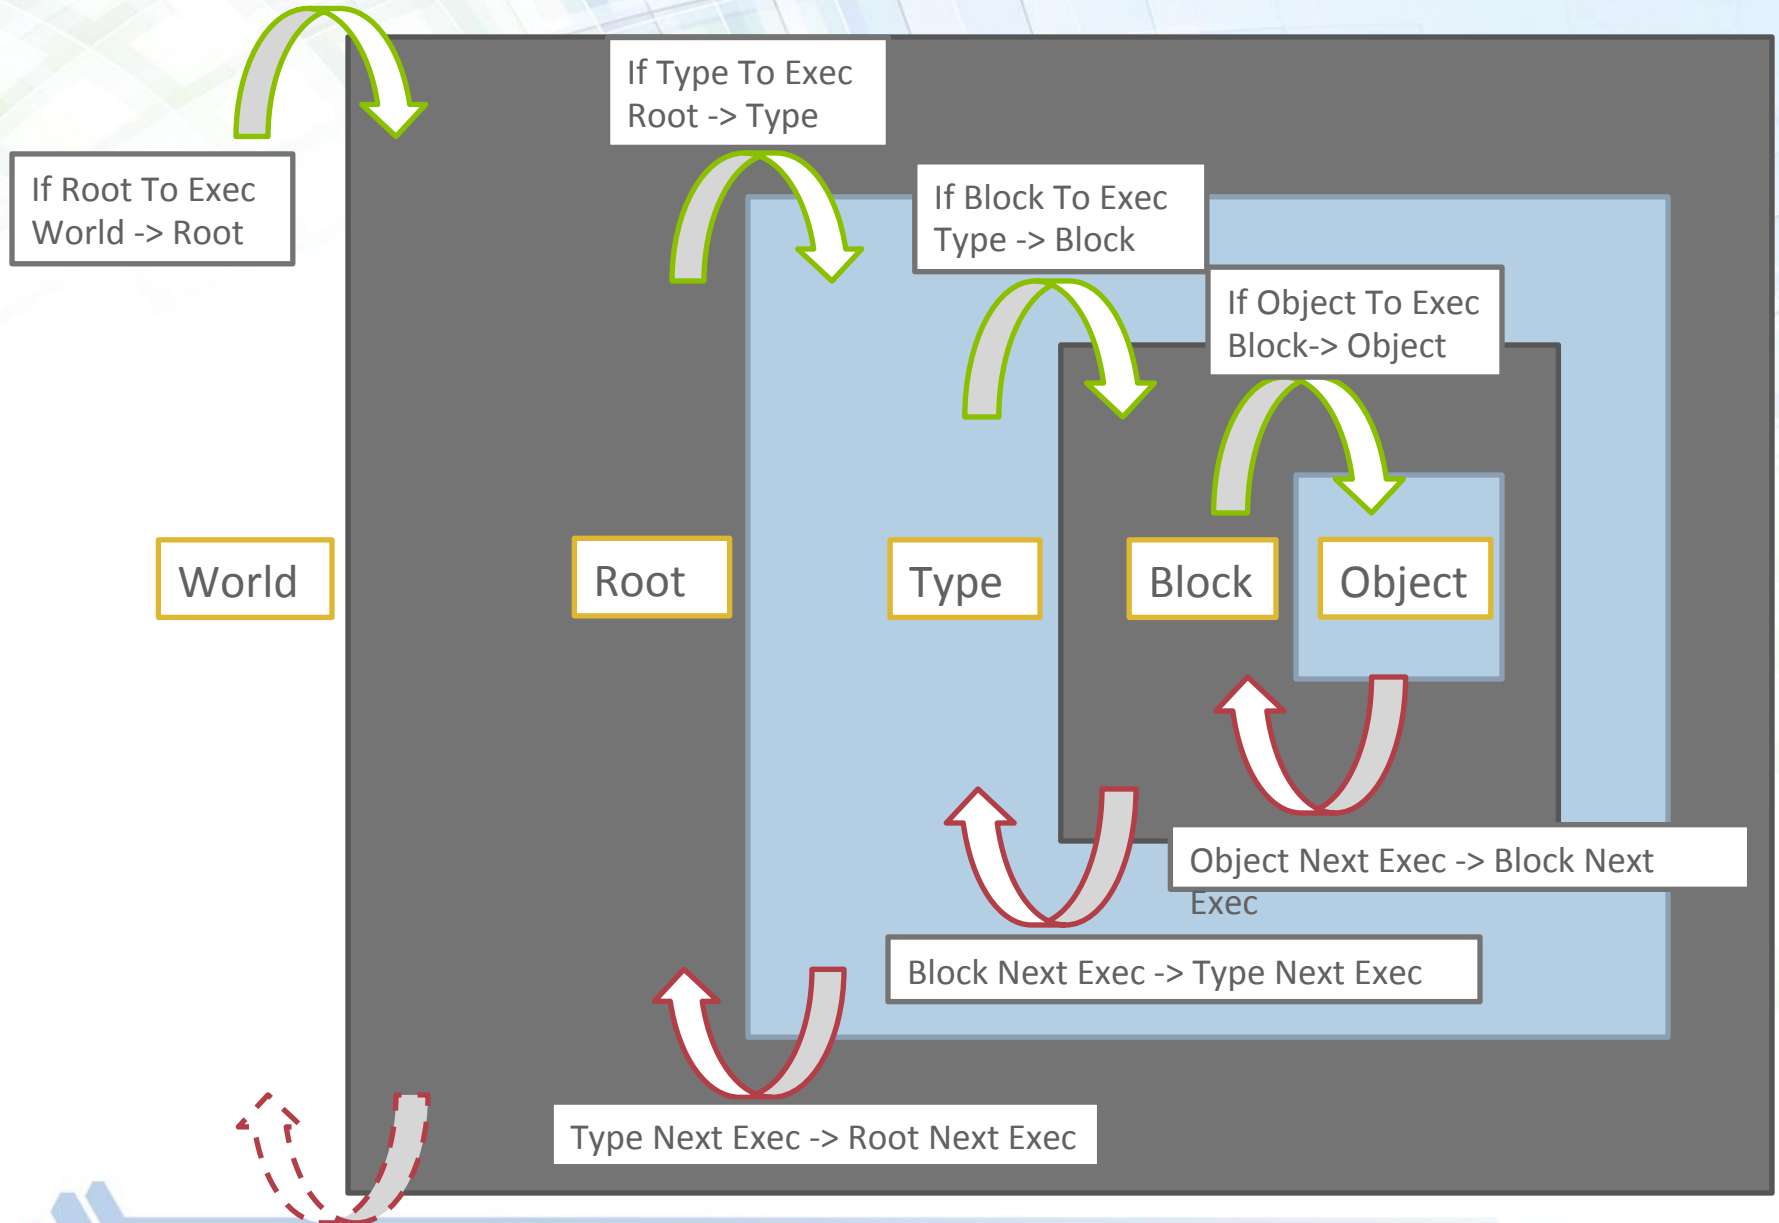 If Type To Exec
Root -> Type
If Root To Exec
World -> Root
If Block To Exec
Type -> Block
If Object To Exec
Block-> Object
World
Root
Type
Block
Object
Object Next Exec -> Block Next
Exec
Block Next Exec -> Type Next Exec
Type Next Exec -> Root Next Exec